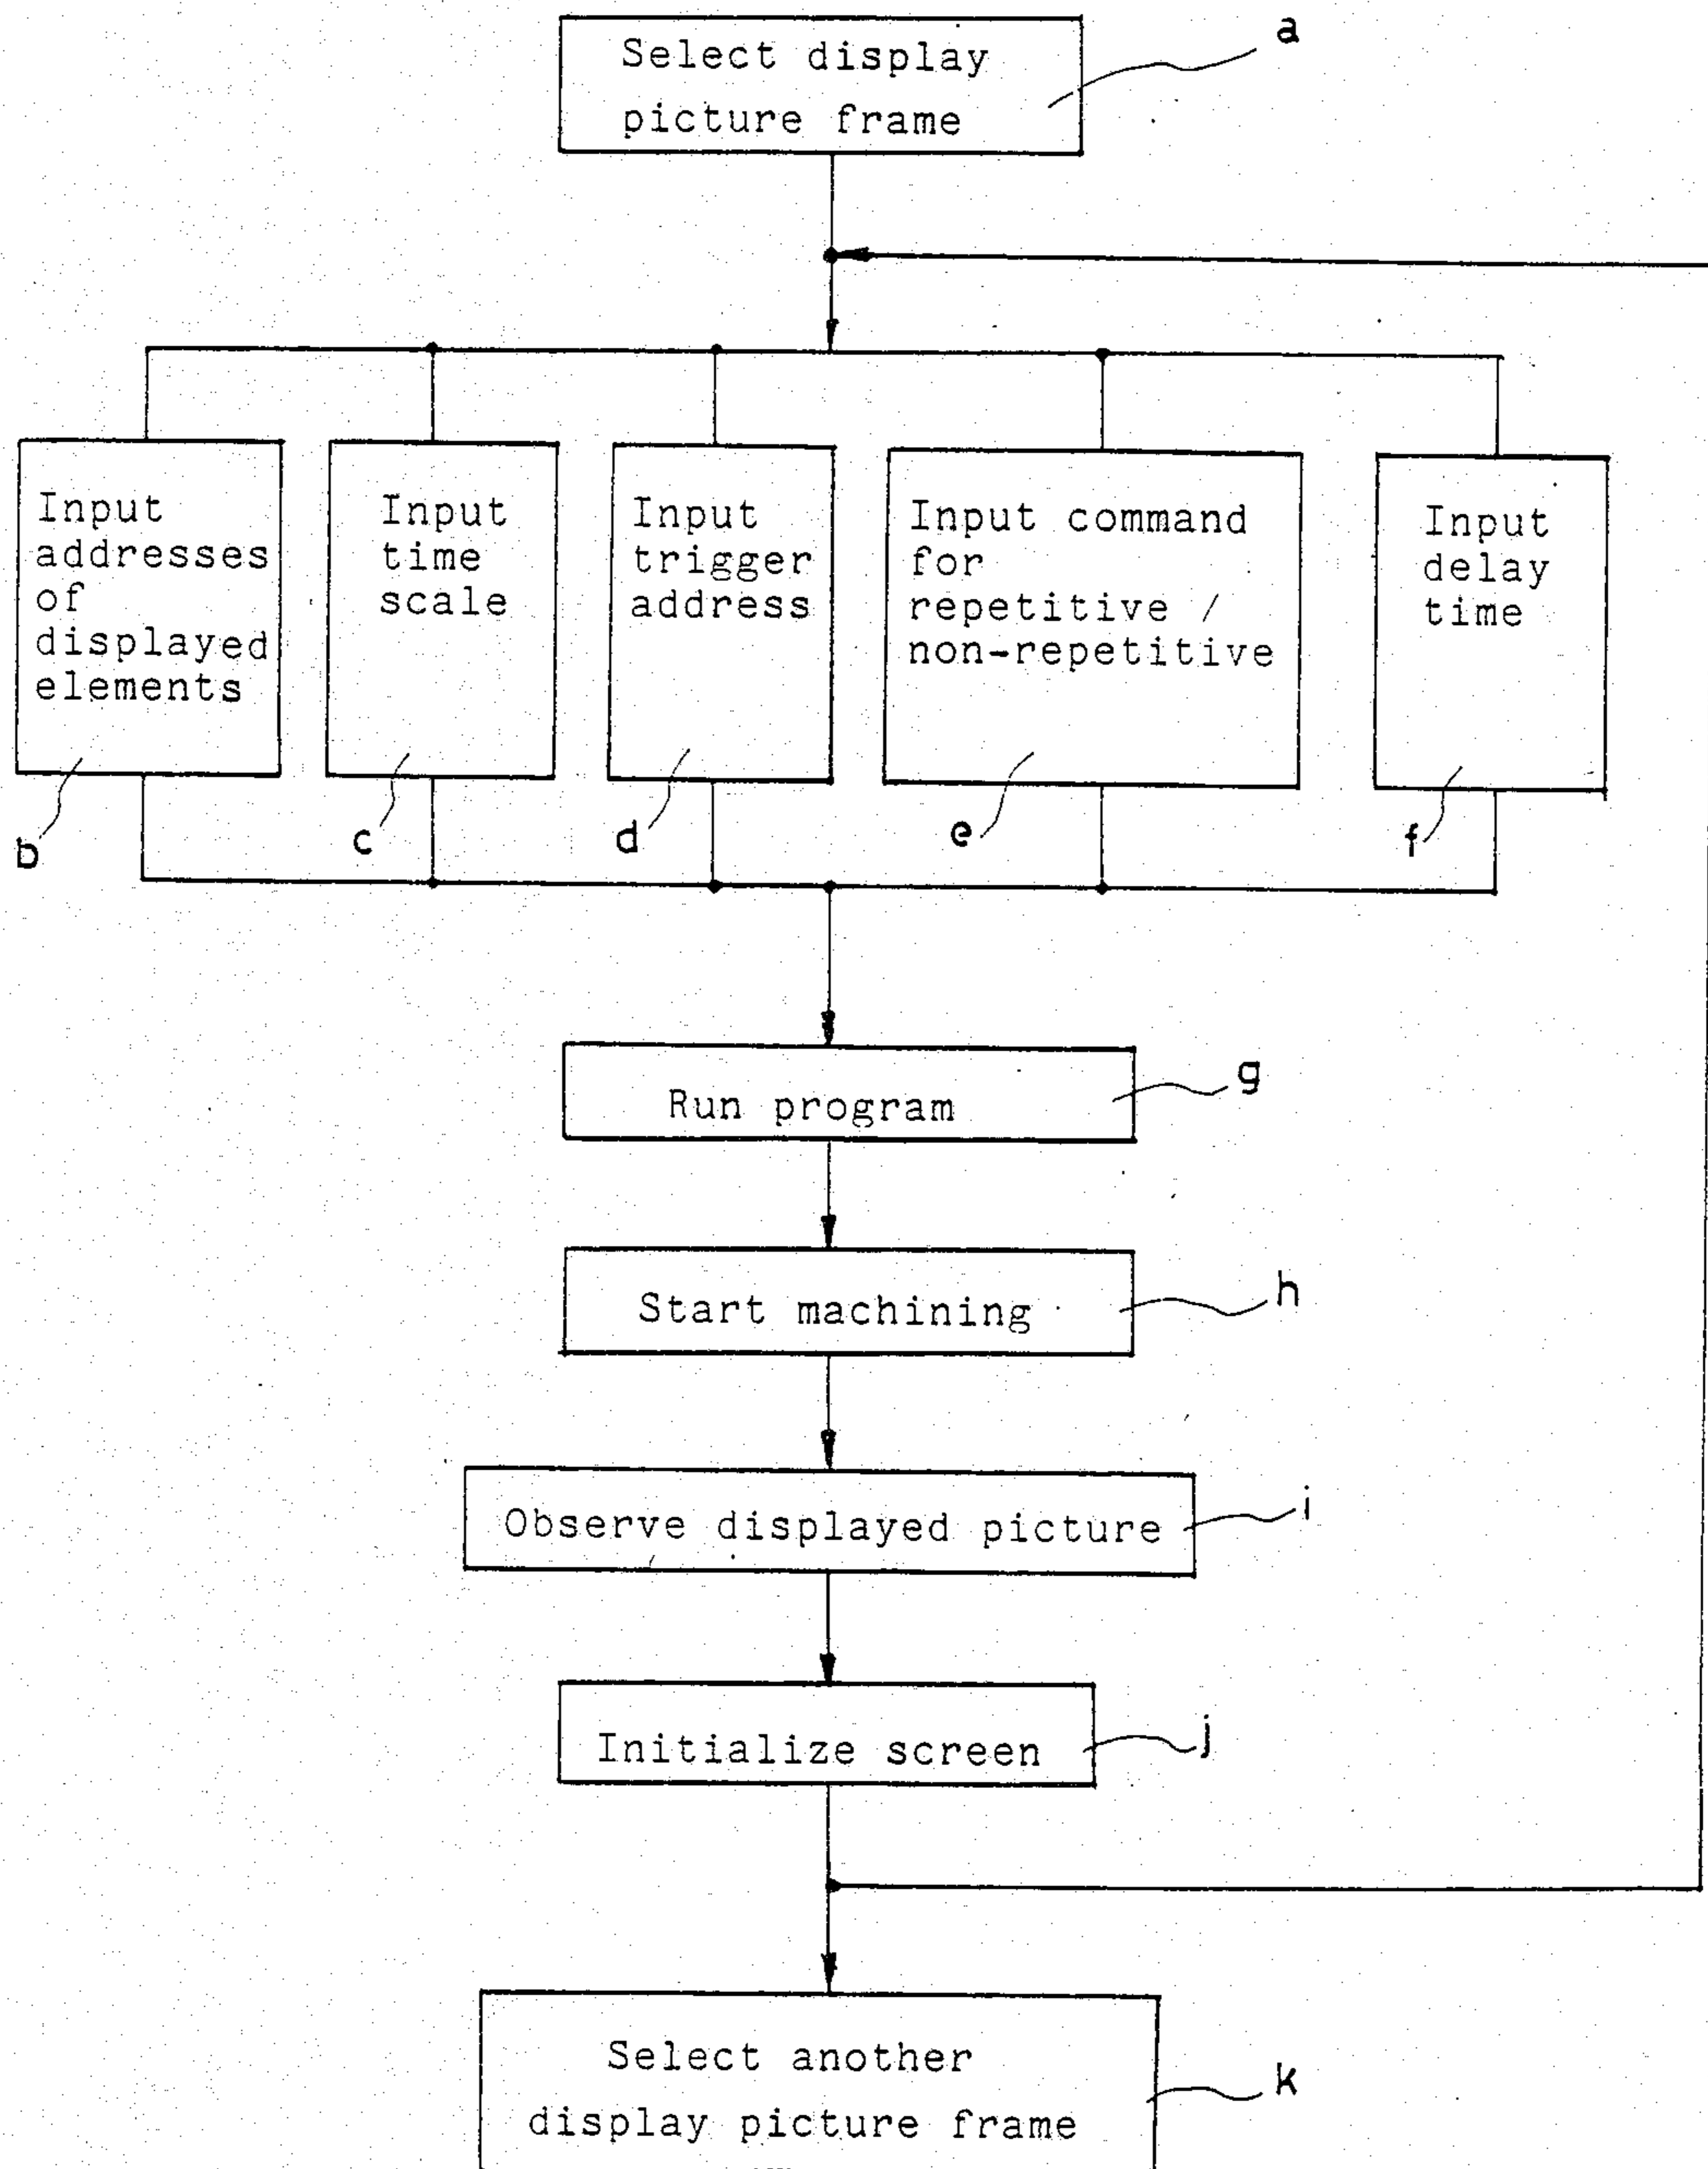 a
Select display
picture frame
Input
addresses
of
displayed
elements
b
Input
time
scale
c
Input
trigger
address
d
Input command
for
repetitive /
non-repetitive
e
Input
delay
time
f
Run program
g
Start machining
h
Observe displayed picture
i
Initialize screen
j
Select another
display picture frame
k